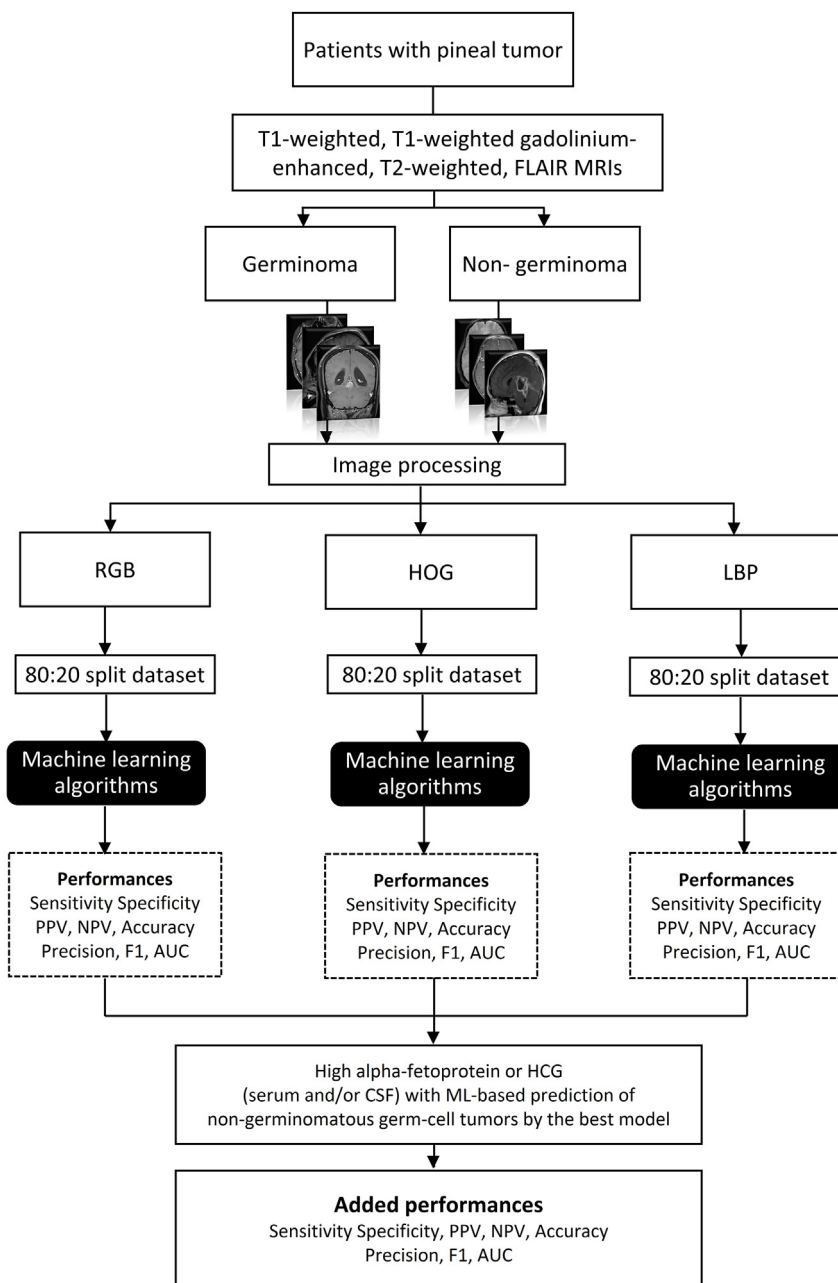 Patients with pineal tumor
T1-weighted, T1-weighted gadolinium-
enhanced, T2-weighted, FLAIR MRIs
Germinoma
Non- germinoma
Image processing
RGB
HOG
LBP
80:20 split dataset
80:20 split dataset
80:20 split dataset
Machine learning
algorithms
Machine learning
algorithms
Machine learning
algorithms
Performances
Sensitivity Specificity
PPV, NPV, Accuracy
Precision, F1, AUC
Performances
Sensitivity Specificity
PPV, NPV, Accuracy
Precision, F1, AUC
Performances
Sensitivity Specificity
PPV, NPV, Accuracy
Precision, F1, AUC
High alpha-fetoprotein or HCG
(serum and/or CSF) with ML-based prediction of
non-germinomatous germ-cell tumors by the best model
Added performances
Sensitivity Specificity, PPV, NPV, Accuracy
Precision, F1, AUC